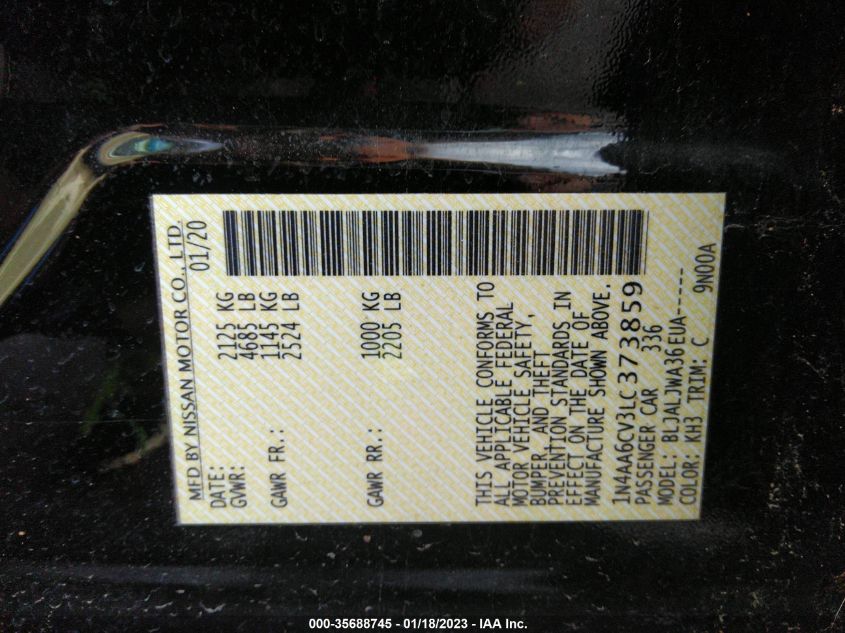 MFD BY NISSAN MOTOR CO., LTD.
DATE: 01/20
GVWR: 2125 KG
4685 LB
GAWR FR.: 1145 KG
2524 LB
GAWR RR.: 1000 KG
2205 LB
THIS VEHICLE CONFORMS TO
ALL APPLICABLE FEDERAL
MOTOR VEHICLE SAFETY,
BUMPER, AND THEFT
PREVENTION STANDARDS IN
EFFECT ON THE DATE OF
MANUFACTURE SHOWN ABOVE.
1N4AA6CV3LC373859
PASSENGER CAR 336
MODEL: BLJALJWA36EUA-----
COLOR: KH3 TRIM: C 9N00A
000-35688745 - 01/18/2023 - IAA Inc.